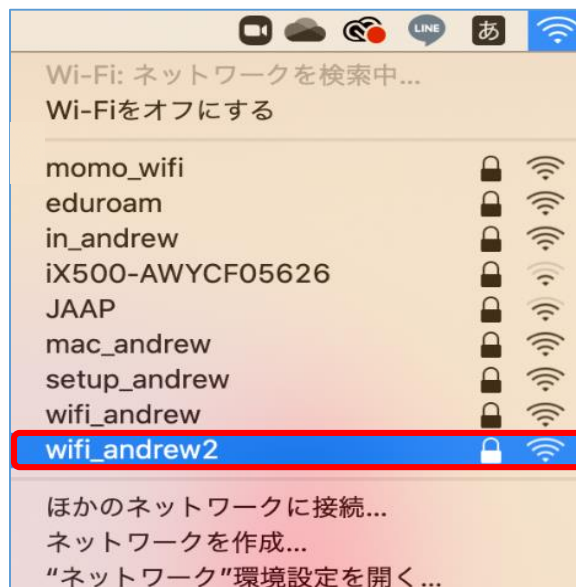 LINE
あ
Wi-Fi: ネットワークを検索中...
Wi-Fiをオフにする
momo_wifi
eduroam
in_andrew
iX500-AWYCF05626
JAAP
mac_andrew
setup_andrew
wifi_andrew
wifi_andrew2
ほかのネットワークに接続...
ネットワークを作成...
“ネットワーク”環境設定を開く...